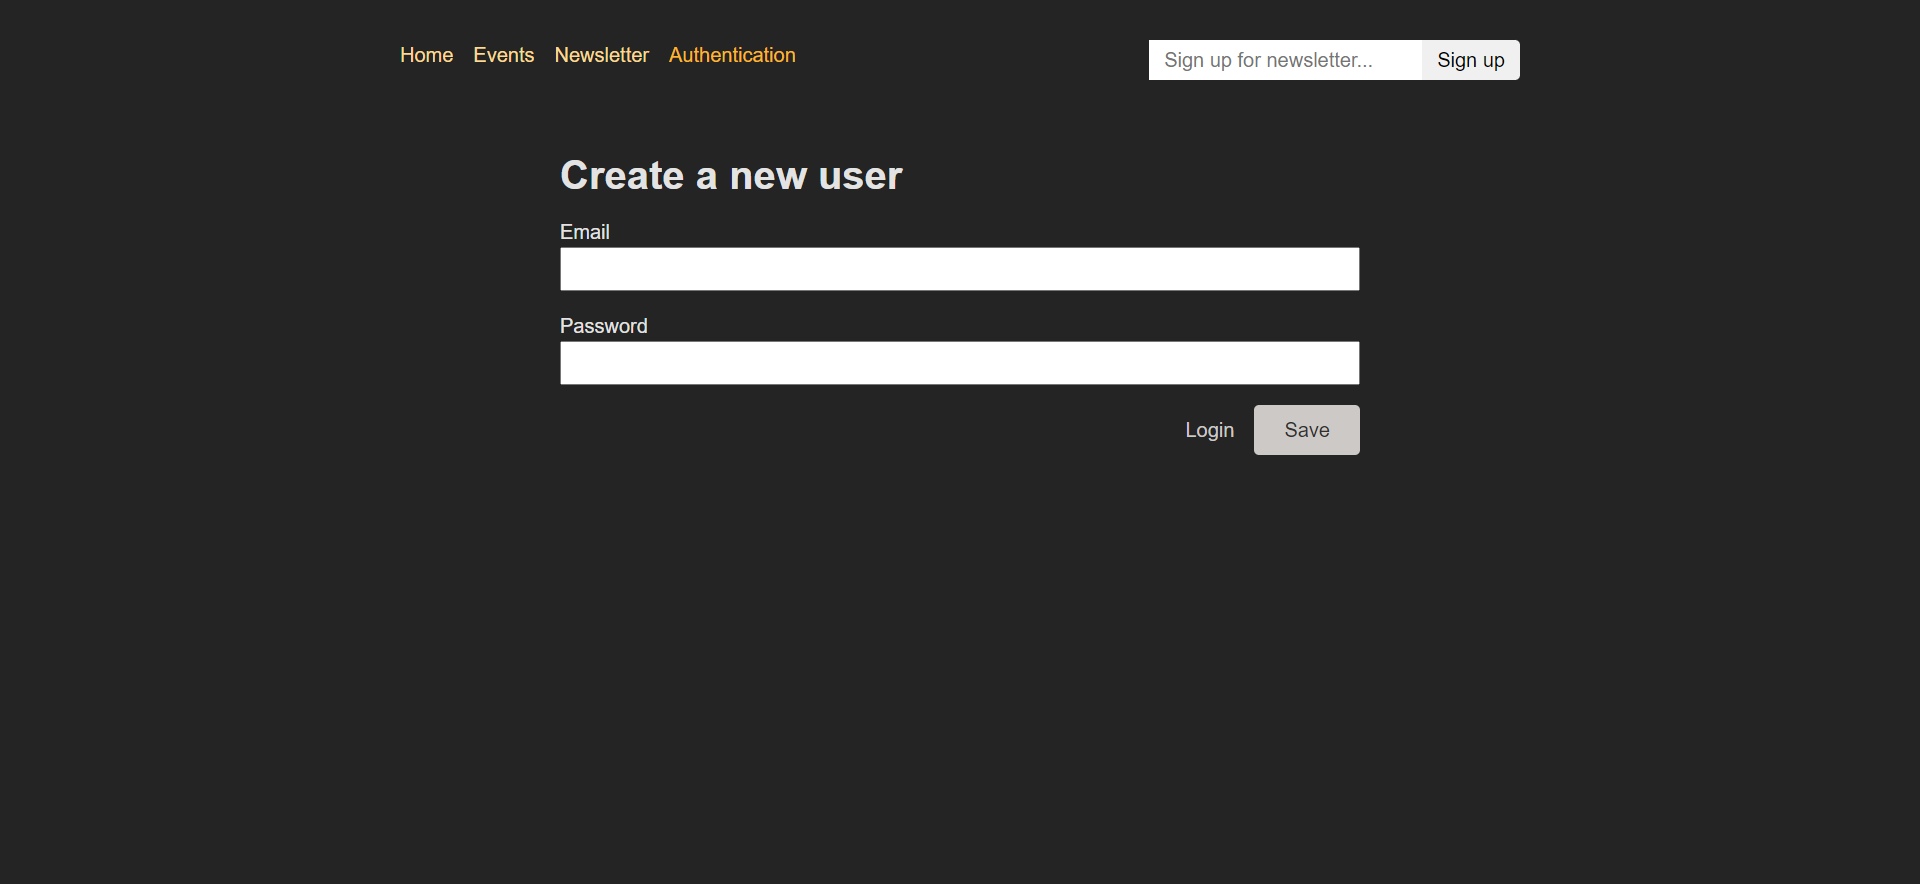 Home Events Newsletter Authentication
Sign up for newsletter... Sign up
Create a new user
Email
Password
Login Save